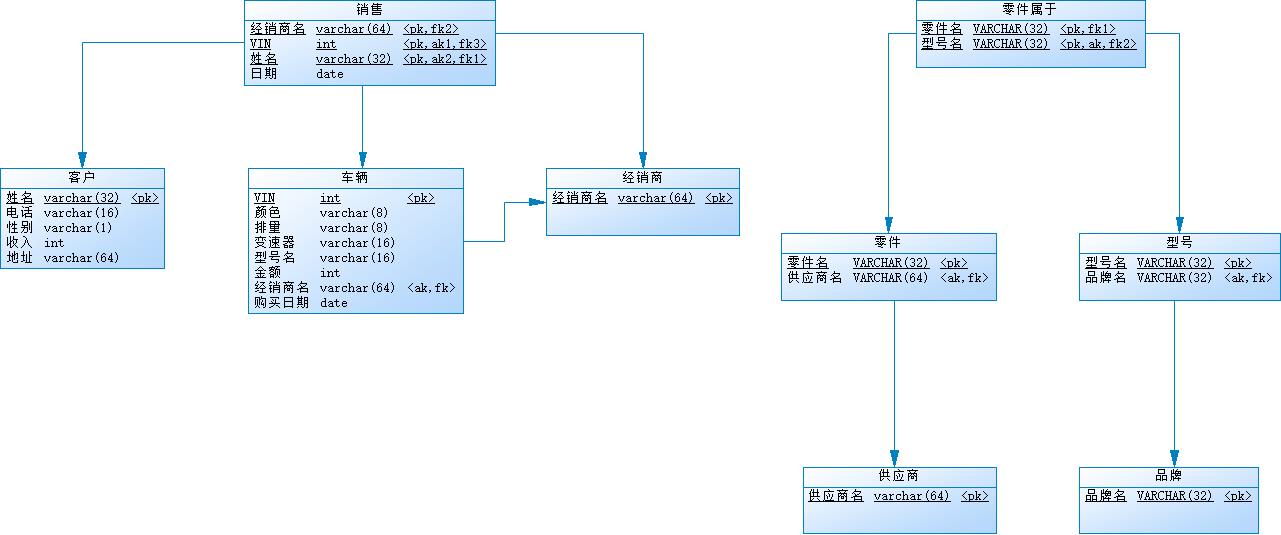 销售
经销商名 varchar(64) <pk,fk2>
VIN int <pk,ak1,fk3>
姓名 varchar(32) <pk,ak2,fk1>
日期 date
零件属于
零件名 VARCHAR(32) <pk,fk1>
型号名 VARCHAR(32) <pk,ak,fk2>
客户
姓名 varchar(32) <pk>
电话 varchar(16)
性别 varchar(1)
收入 int
地址 varchar(64)
车辆
VIN int <pk>
颜色 varchar(8)
排量 varchar(8)
变速器 varchar(16)
型号名 varchar(16)
金额 int
经销商名 varchar(64) <ak,fk>
购买日期 date
经销商
经销商名 varchar(64) <pk>
零件
零件名 VARCHAR(32) <pk>
供应商名 VARCHAR(64) <ak,fk>
型号
型号名 VARCHAR(32) <pk>
品牌名 VARCHAR(32) <ak,fk>
供应商
供应商名 varchar(64) <pk>
品牌
品牌名 VARCHAR(32) <pk>